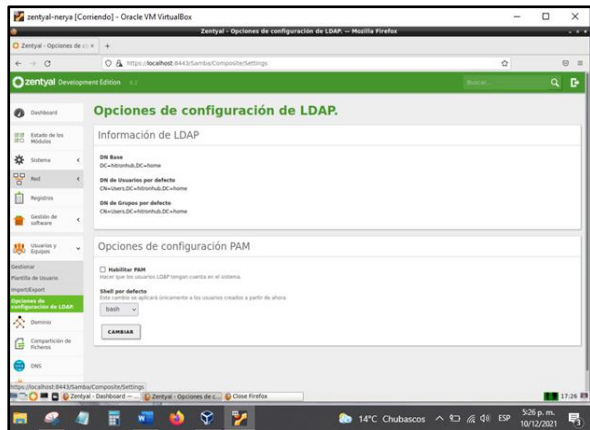 zentyal-nerya [Corriendo] - Oracle VM VirtualBox
Zentyal - Opciones de configuración de LDAP. — Mozilla Firefox
Zentyal - Opciones de c
https://localhost:8443/Samba/Composite/Settings
zentyal Development Edition
Buscar...
Dashboard
Estado de los
Módulos
Sistema
Red
Registros
Gestión de
software
Usuarios y
Equipos
Gestionar
Plantilla de Usuario
Import/Export
Opciones de
configuración de LDAP.
Dominio
Compartición de
Ficheros
DNS
Opciones de configuración de LDAP.
Información de LDAP
DN Base
DC=hitronhub,DC=home
DN de Usuarios por defecto
CN=Users,DC=hitronhub,DC=home
DN de Grupos por defecto
CN=Users,DC=hitronhub,DC=home
Opciones de configuración PAM
Habilitar PAM
Hacer que los usuarios LDAP tengan cuenta en el sistema.
Shell por defecto
Este cambio se aplicará únicamente a los usuarios creados a partir de ahora.
bash
CAMBIAR
https://localhost:8443/Samba/Composite/Settings
Zentyal - Dashboard — ...
Zentyal - Opciones de c...
Close Firefox
17:26
14°C Chubascos
ESP
5:26 p. m.
10/12/2021